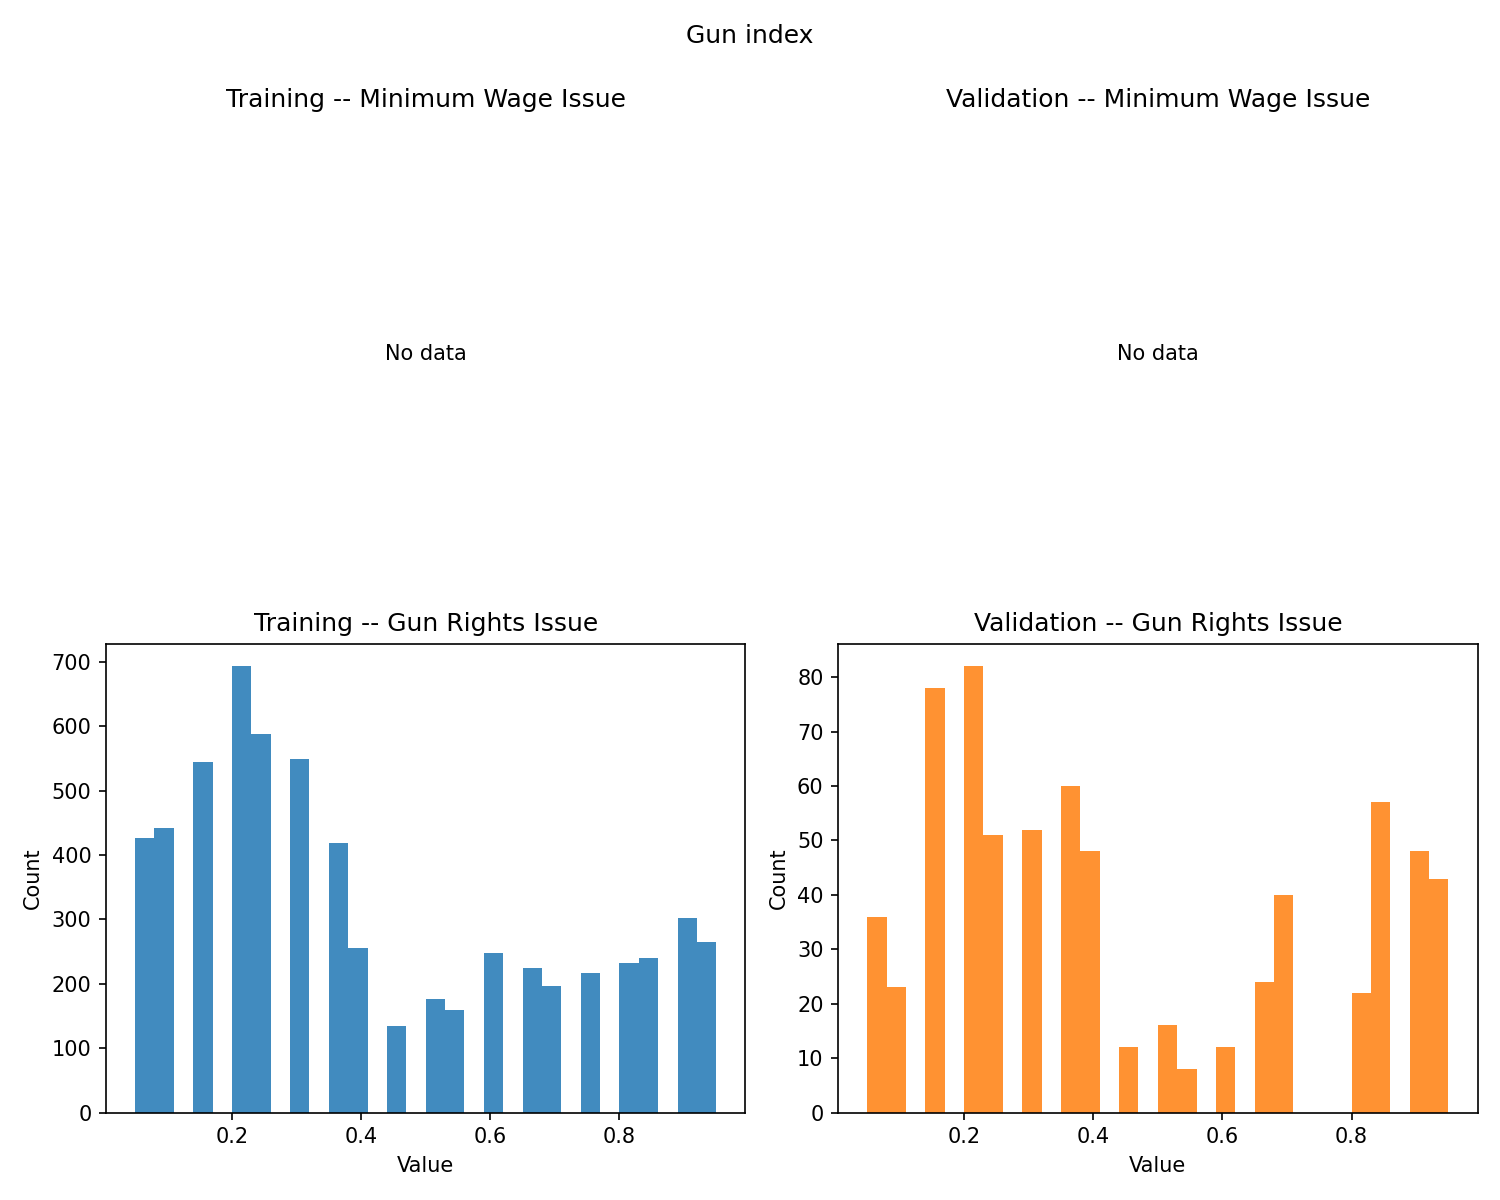 Gun index
Training -- Minimum Wage Issue
Validation -- Minimum Wage Issue
No data
No data
Training -- Gun Rights Issue
700
600
500
400
300
200
100
0
Count
0.2 0.4 0.6 0.8
Value
Validation -- Gun Rights Issue
80
70
60
50
40
30
20
10
0
Count
0.2 0.4 0.6 0.8
Value